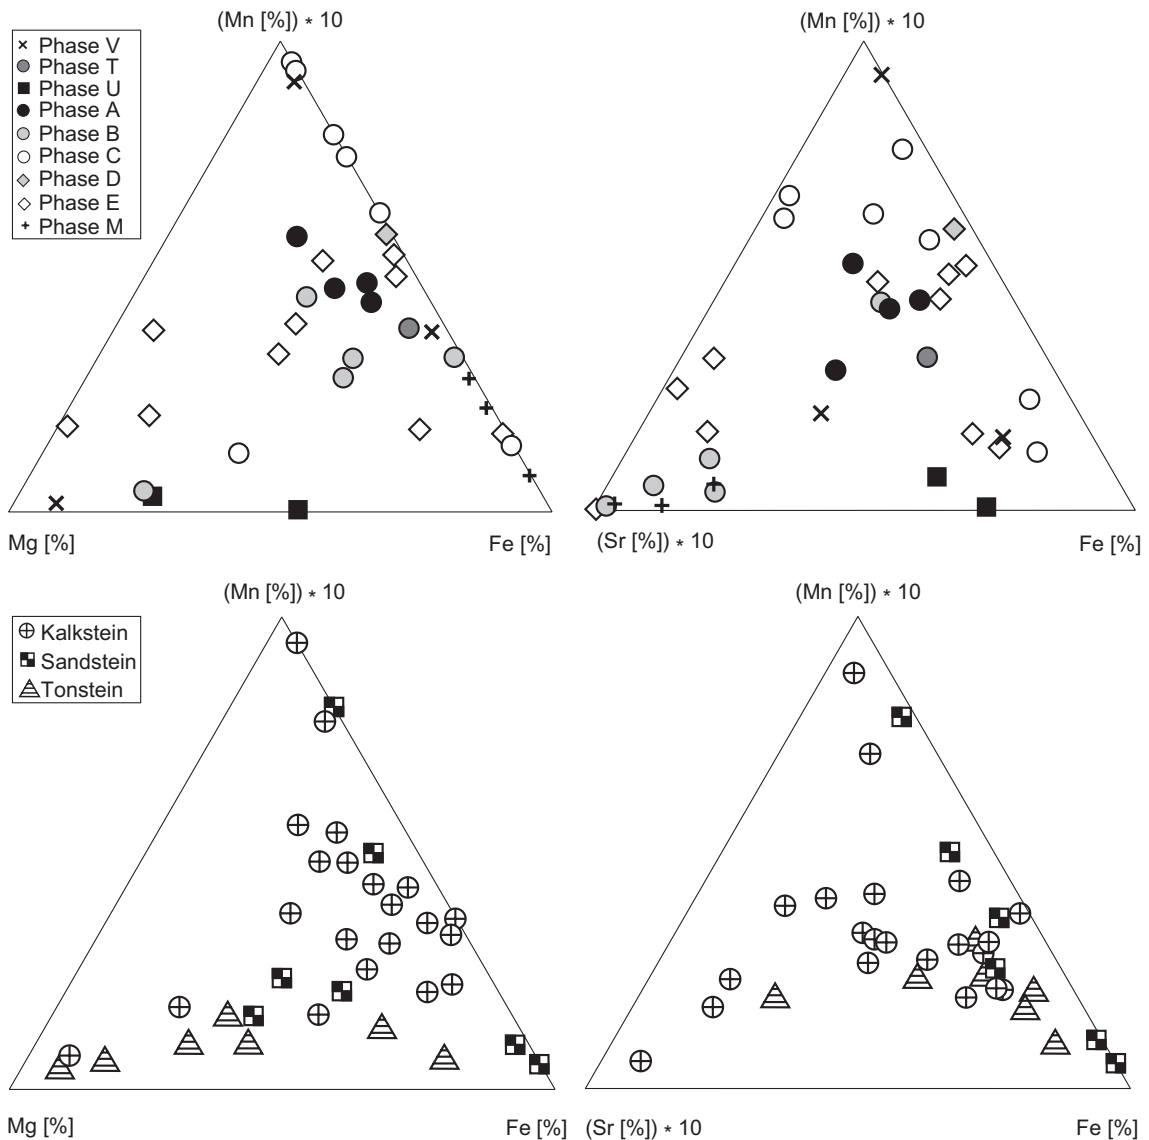 (Mn [%]) * 10
(Mn [%]) * 10
Phase V
Phase T
Phase U
Phase A
Phase B
Phase C
Phase D
Phase E
Phase M
Mg [%]
Fe [%]
(Sr [%]) * 10
Fe [%]
(Mn [%]) * 10
(Mn [%]) * 10
Kalkstein
Sandstein
Tonstein
Mg [%]
Fe [%]
(Sr [%]) * 10
Fe [%]